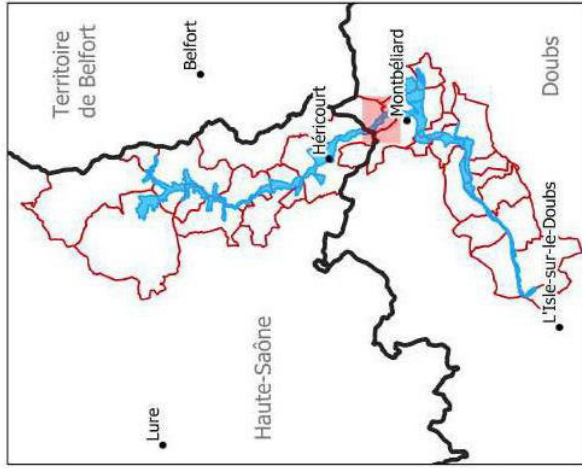 Territoire
de Belfort
Belfort
Lure
Haute-Saône
Héricourt
Montbéliard
Doubs
L'Isle-sur-le-Doubs